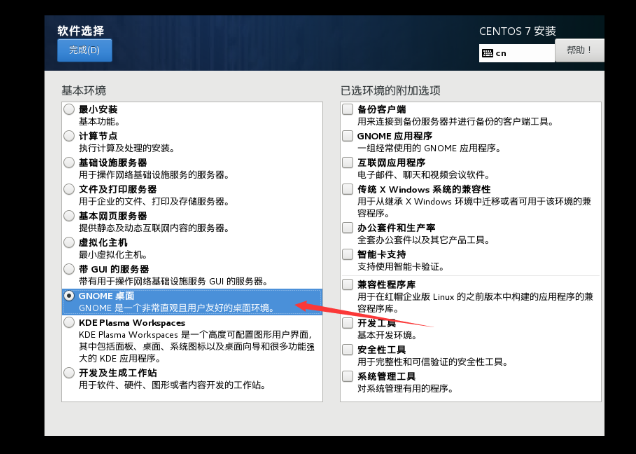 软件选择
CENTOS 7 安装
完成(D)
cn
帮助！
基本环境
最小安装
基本功能。
计算节点
执行计算及处理的安装。
基础设施服务器
用于操作网络基础设施服务的服务器。
文件及打印服务器
用于企业的文件、打印及存储服务器。
基本网页服务器
提供静态及动态互联网内容的服务器。
虚拟化主机
最小虚拟化主机。
带 GUI 的服务器
带有用于操作网络基础设施服务 GUI 的服务器。
GNOME 桌面
GNOME 是一个非常直观且用户友好的桌面环境。
KDE Plasma Workspaces
KDE Plasma Workspaces 是一个高度可配置图形用户界面，
其中包括面板、桌面、系统图标以及桌面向导和很多功能强
大的 KDE 应用程序。
开发及生成工作站
用于软件、硬件、图形或者内容开发的工作站。
已选环境的附加选项
备份客户端
用来连接到备份服务器并进行备份的客户端工具。
GNOME 应用程序
一组经常使用的 GNOME 应用程序。
互联网应用程序
电子邮件、聊天和视频会议软件。
传统 X Windows 系统的兼容性
用于从继承 X Windows 环境中迁移或者可用于该环境的兼
容程序。
办公套件和生产率
全套办公套件以及其它产品工具。
智能卡支持
支持使用智能卡验证。
兼容性程序库
用于在红帽企业版 Linux 的之前版本中构建的应用程序的兼
容程序库。
开发工具
基本开发环境。
安全性工具
用于完整性和可信验证的安全性工具。
系统管理工具
对系统管理有用的程序。